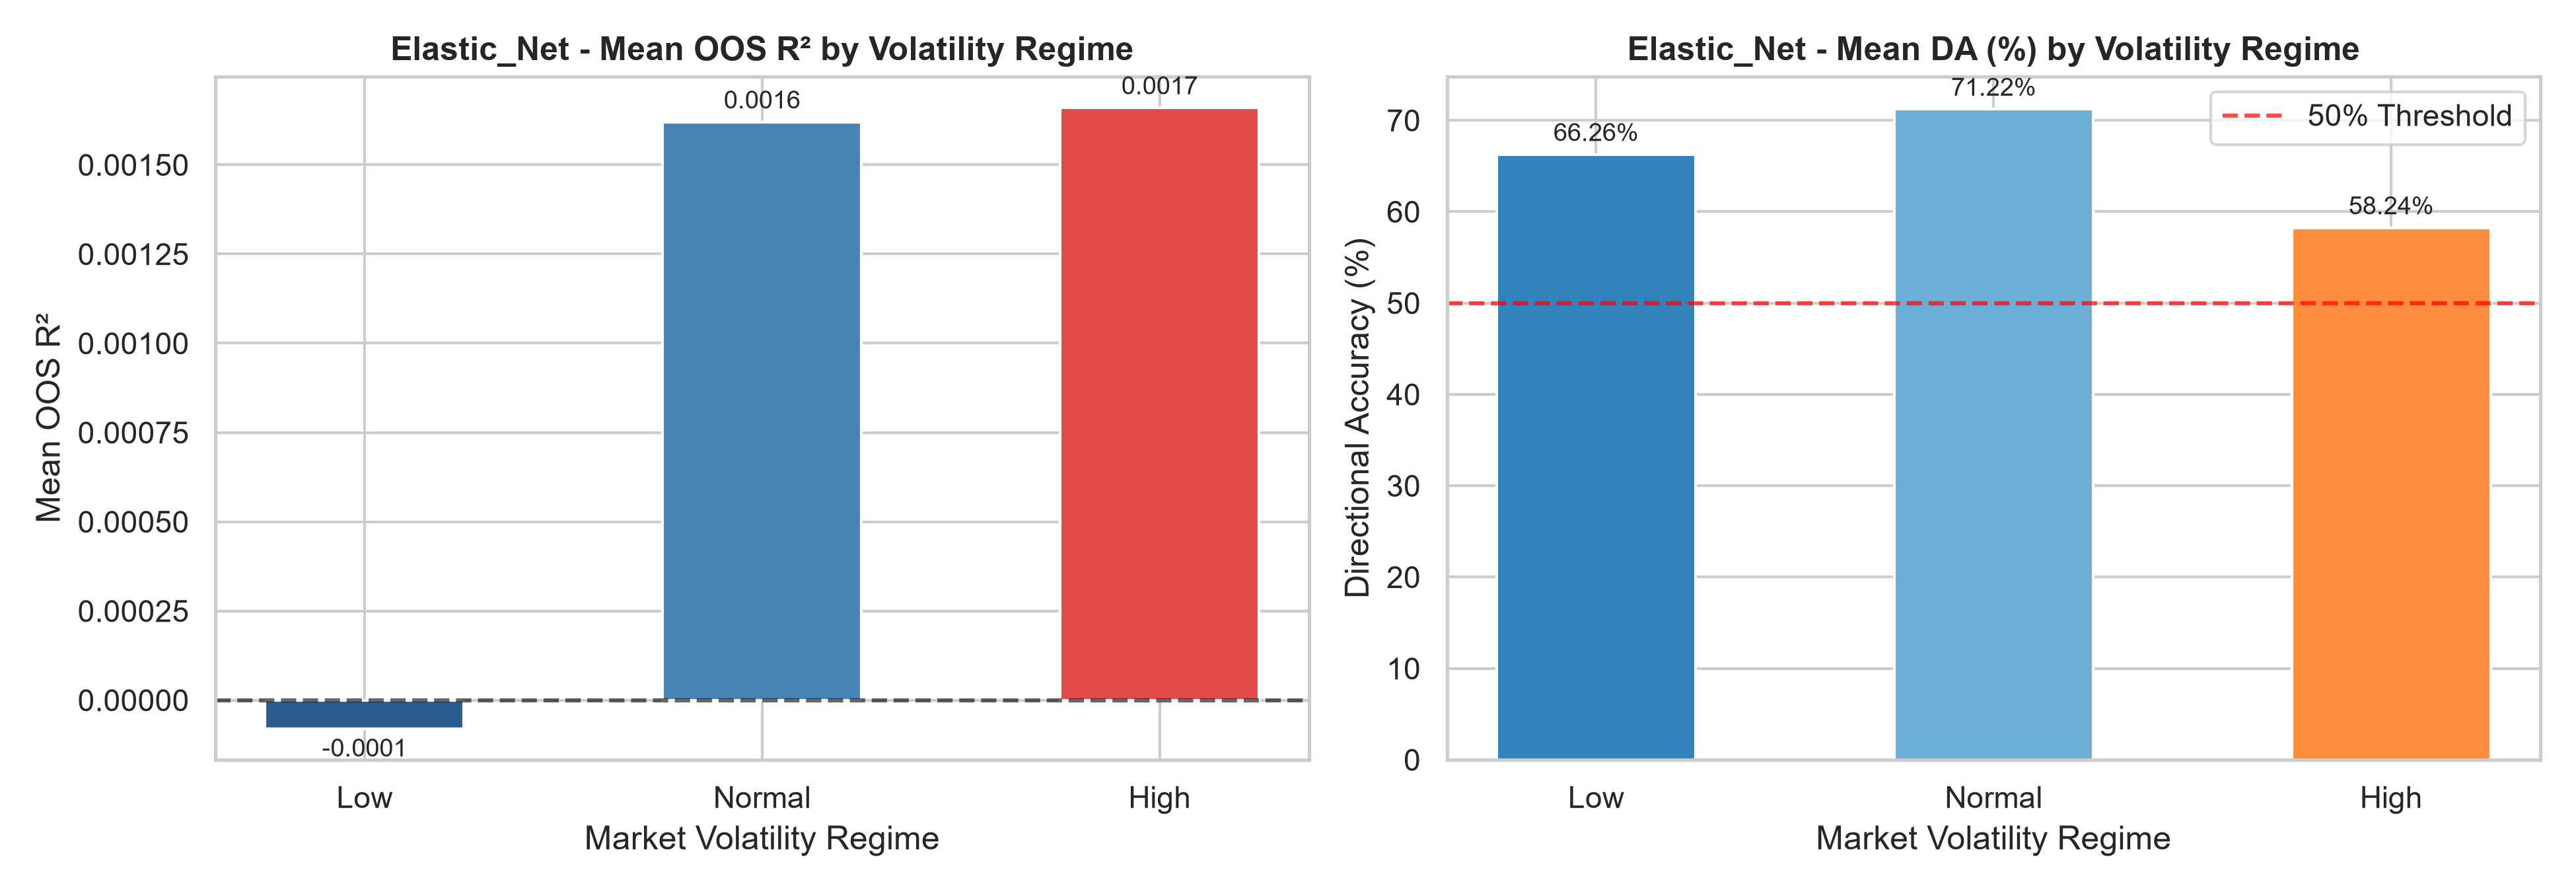 Elastic_Net - Mean OOS R² by Volatility Regime
Mean OOS R²
0.00150
0.00125
0.00100
0.00075
0.00050
0.00025
0.00000
-0.0001
0.0016
0.0017
Low
Normal
High
Market Volatility Regime
Elastic_Net - Mean DA (%) by Volatility Regime
50% Threshold
Directional Accuracy (%)
70
60
50
40
30
20
10
0
66.26%
71.22%
58.24%
Low
Normal
High
Market Volatility Regime